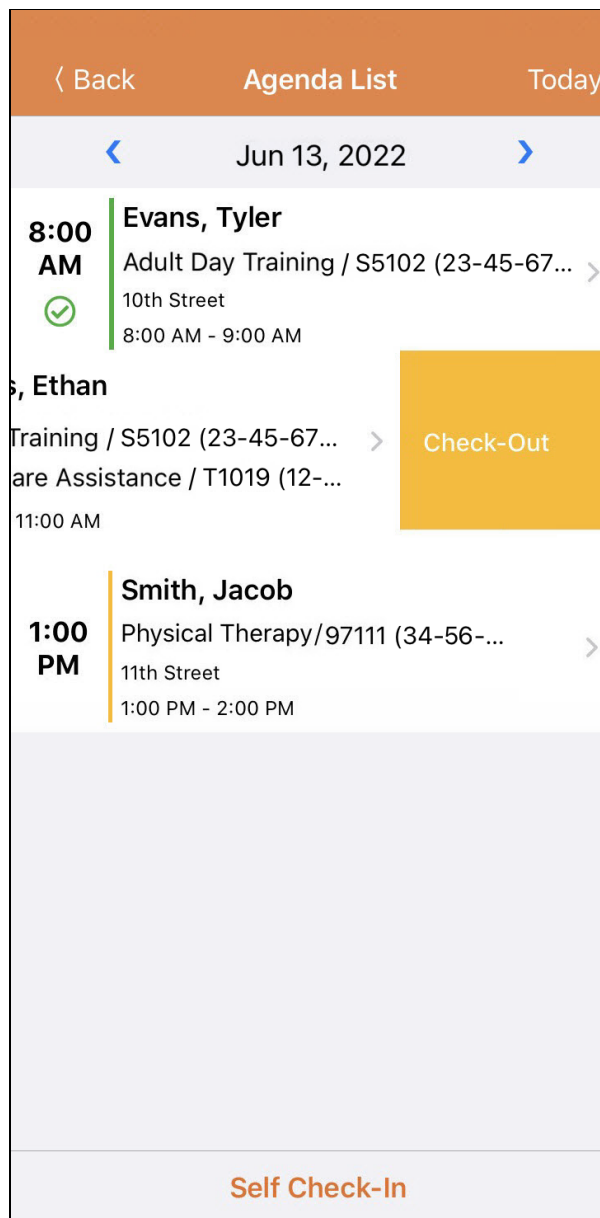 Back Agenda List Today
Jun 13, 2022
8:00
AM
Evans, Tyler
Adult Day Training / S5102 (23-45-67...
10th Street
8:00 AM - 9:00 AM
s, Ethan
Training / S5102 (23-45-67...
are Assistance / T1019 (12-...
11:00 AM
Check-Out
1:00
PM
Smith, Jacob
Physical Therapy/97111 (34-56-...
11th Street
1:00 PM - 2:00 PM
Self Check-In